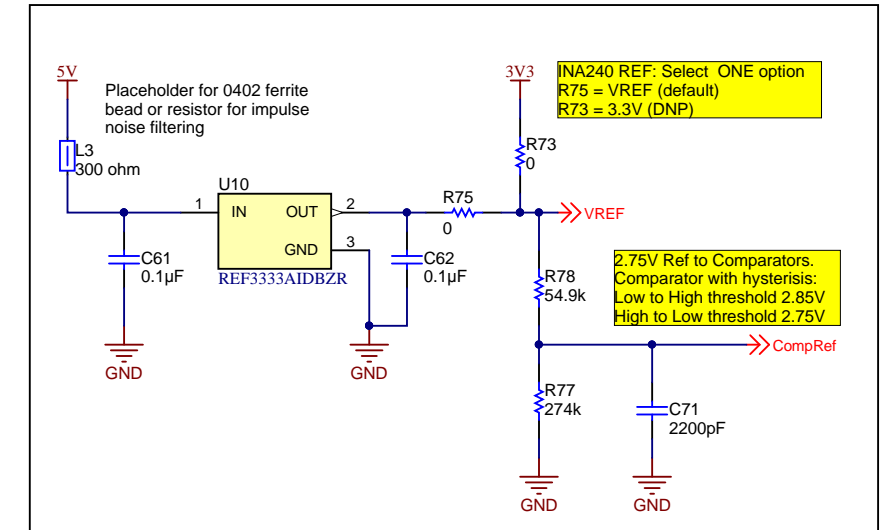 5V
Placeholder for 0402 ferrite
bead or resistor for impulse
noise filtering
L3
300 ohm
3V3
INA240 REF: Select ONE option
R75 = VREF (default)
R73 = 3.3V (DNP)
R73
0
U10
1
IN
OUT
2
GND
3
REF3333AIDBZR
R75
0
VREF
C61
0.1µF
C62
0.1µF
R78
54.9k
2.75V Ref to Comparators.
Comparator with hysterisis:
Low to High threshold 2.85V
High to Low threshold 2.75V
CompRef
GND
GND
R77
274k
C71
2200pF
GND
GND